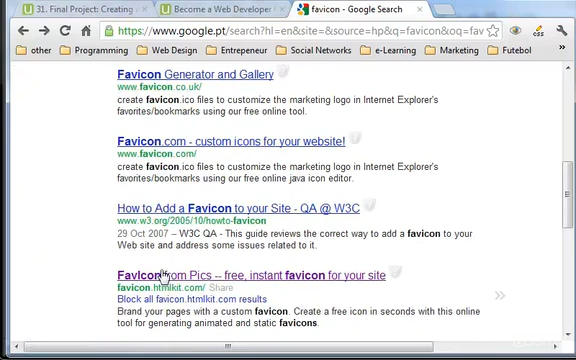 31. Final Project: Creating
Become a Web Developer
favicon - Google Search
https://www.google.pt/search?hl=en&site=&source=hp&q=favicon&oq=fav
other
Programming
Web Design
Entrepeneur
Social Networks
e-Learning
Marketing
Futebol
Favicon Generator and Gallery
www.favicon.co.uk/
create favicon.ico files to customize the marketing logo in Internet Explorer's
favorites/bookmarks using our free online tool.
Favicon.com - custom icons for your website!
www.favicon.com/
create favicon.ico files to customize the marketing logo in Internet Explorer's
favorites/bookmarks using our free online java icon editor.
How to Add a Favicon to your Site - QA @ W3C
www.w3.org/2005/10/howto-favicon
29 Oct 2007 – W3C QA - This guide reviews the correct way to add a favicon to your
Web site and address some issues related to it.
FavIcon from Pics -- free, instant favicon for your site
favicon.htmlkit.com/ Share
Block all favicon.htmlkit.com results
Brand your pages with a custom favicon. Create a free icon in seconds with this online
tool for generating animated and static favicons.